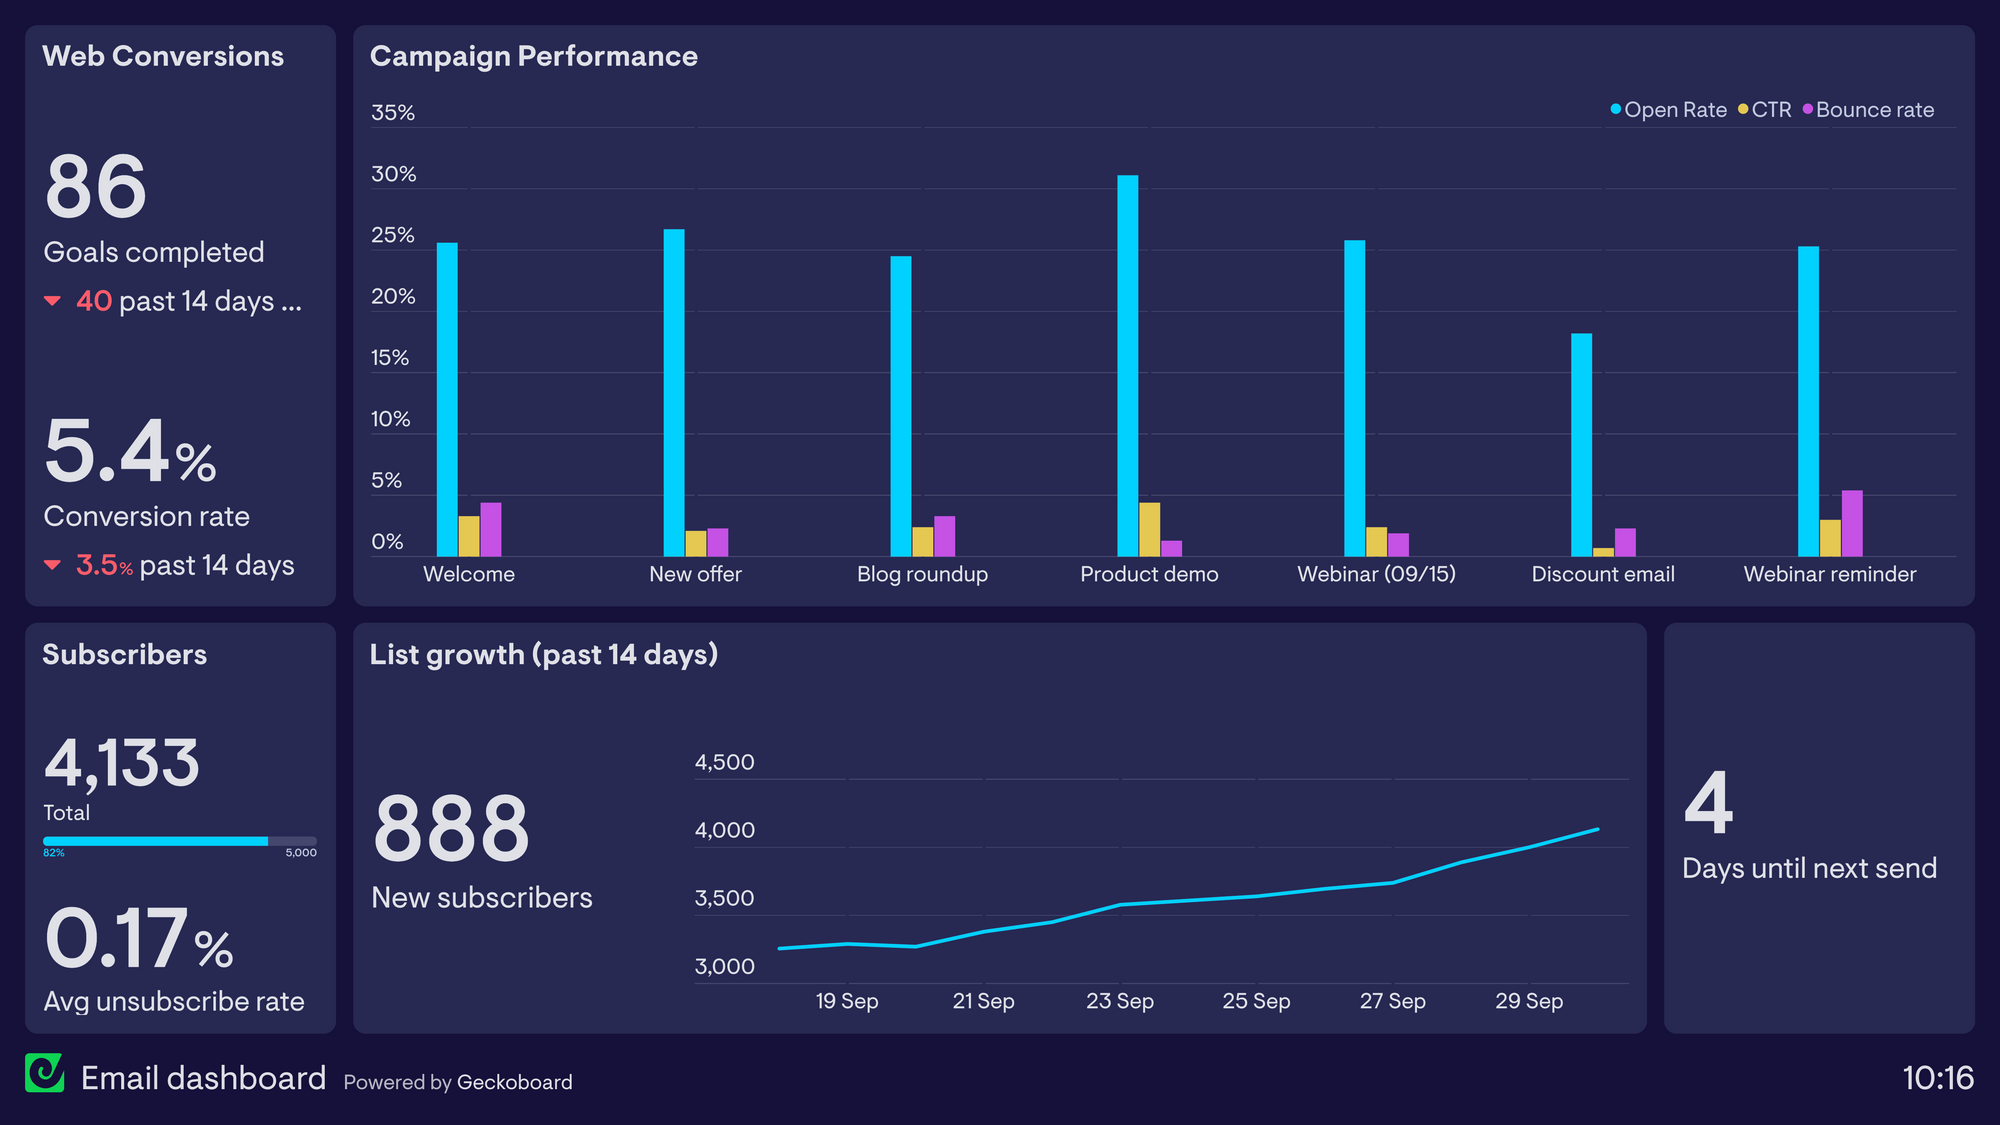 Web Conversions
86
Goals completed
40 past 14 days ...
5.4%
Conversion rate
3.5% past 14 days
Campaign Performance
Open Rate CTR Bounce rate
35%
30%
25%
20%
15%
10%
5%
0%
Welcome New offer Blog roundup Product demo Webinar (09/15) Discount email Webinar reminder
Subscribers
4,133
Total
82% 5,000
0.17%
Avg unsubscribe rate
List growth (past 14 days)
888
New subscribers
4,500
4,000
3,500
3,000
19 Sep 21 Sep 23 Sep 25 Sep 27 Sep 29 Sep
4
Days until next send
Email dashboard Powered by Geckoboard
10:16